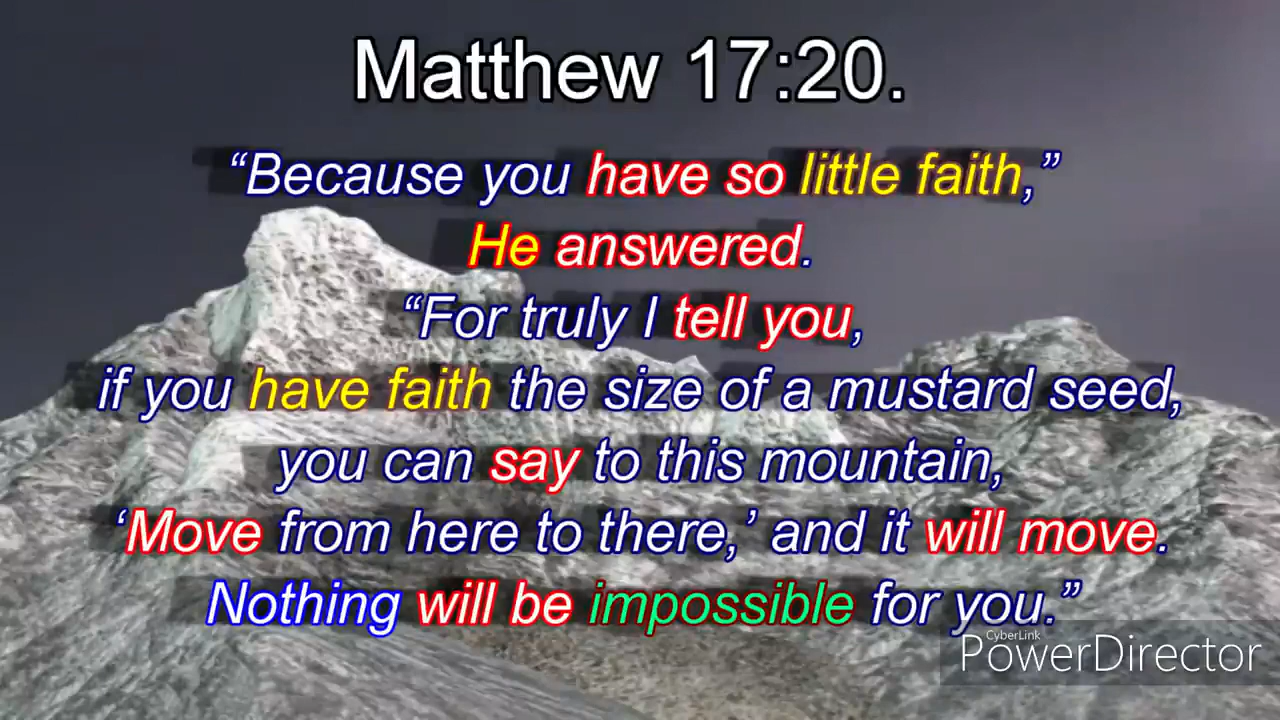 Matthew 17:20.
“Because you have so little faith,”
He answered.
“For truly I tell you,
if you have faith the size of a mustard seed,
you can say to this mountain,
‘Move from here to there,’ and it will move.
Nothing will be impossible for you.”
CyberLink
PowerDirector